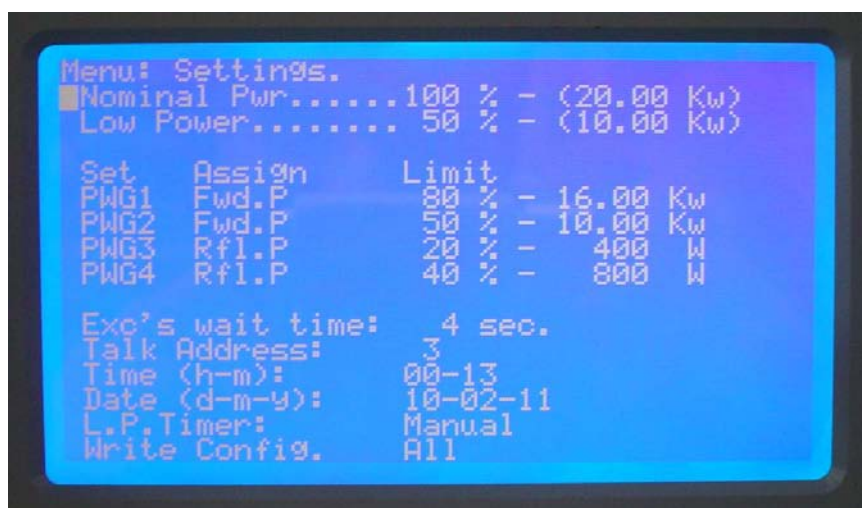 Menu: Settings.
Nominal Pwr......100 % - (20.00 Kw)
Low Power........ 50 % - (10.00 Kw)
Set Assign Limit
PWG1 Fwd.P 80 % - 16.00 Kw
PWG2 Fwd.P 50 % - 10.00 Kw
PWG3 Rfl.P 20 % - 400 W
PWG4 Rfl.P 40 % - 800 W
Exc's wait time: 4 sec.
Talk Address: 3
Time (h-m): 00-13
Date (d-m-y): 10-02-11
L.P.Timer: Manual
Write Config. All